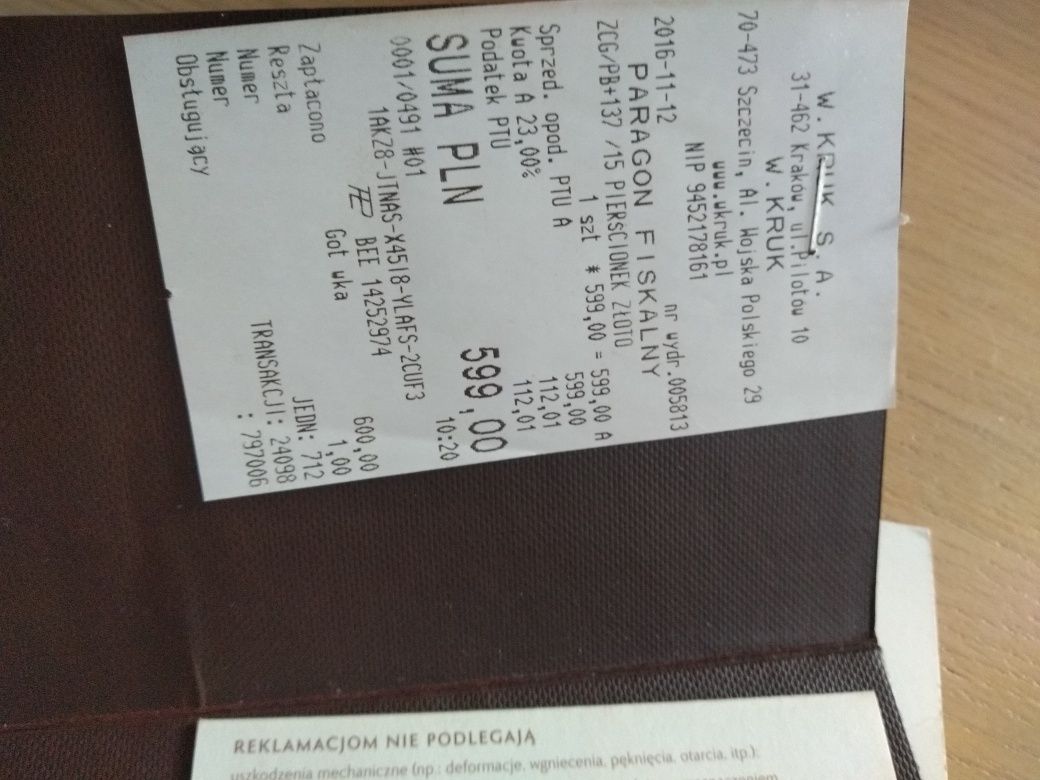 W. KRUK S.A.
31-462 Kraków, ul.Pilotów 10
W. KRUK
70-473 Szczecin, Al. Wojska Polskiego 29
www.wkruk.pl
NIP 9452178161
2016-11-12 nr wydr.005813
PARAGON FISKALNY
ZCG/PB+137 /15 PIERŚCIONEK ZŁOTO
1 szt * 599,00 = 599,00 A
Sprzed. opod. PTU A 599,00
Kwota A 23,00% 112,01
Podatek PTU 112,01
SUMA PLN 599,00
0001/0491 #01 10:20
1AKZ8-JTNAS-X4518-YLAFS-2CUF3
BEE 14252974
Zapłacono Gotówka 600,00
Reszta 1,00
Numer JEDN: 712
Numer TRANSAKCJI: 24098
Obsługujący : 797006
REKLAMACJOM NIE PODLEGAJĄ
uszkodzenia mechaniczne (np.: deformacje, wgniecenia, pęknięcia, otarcia, itp.);